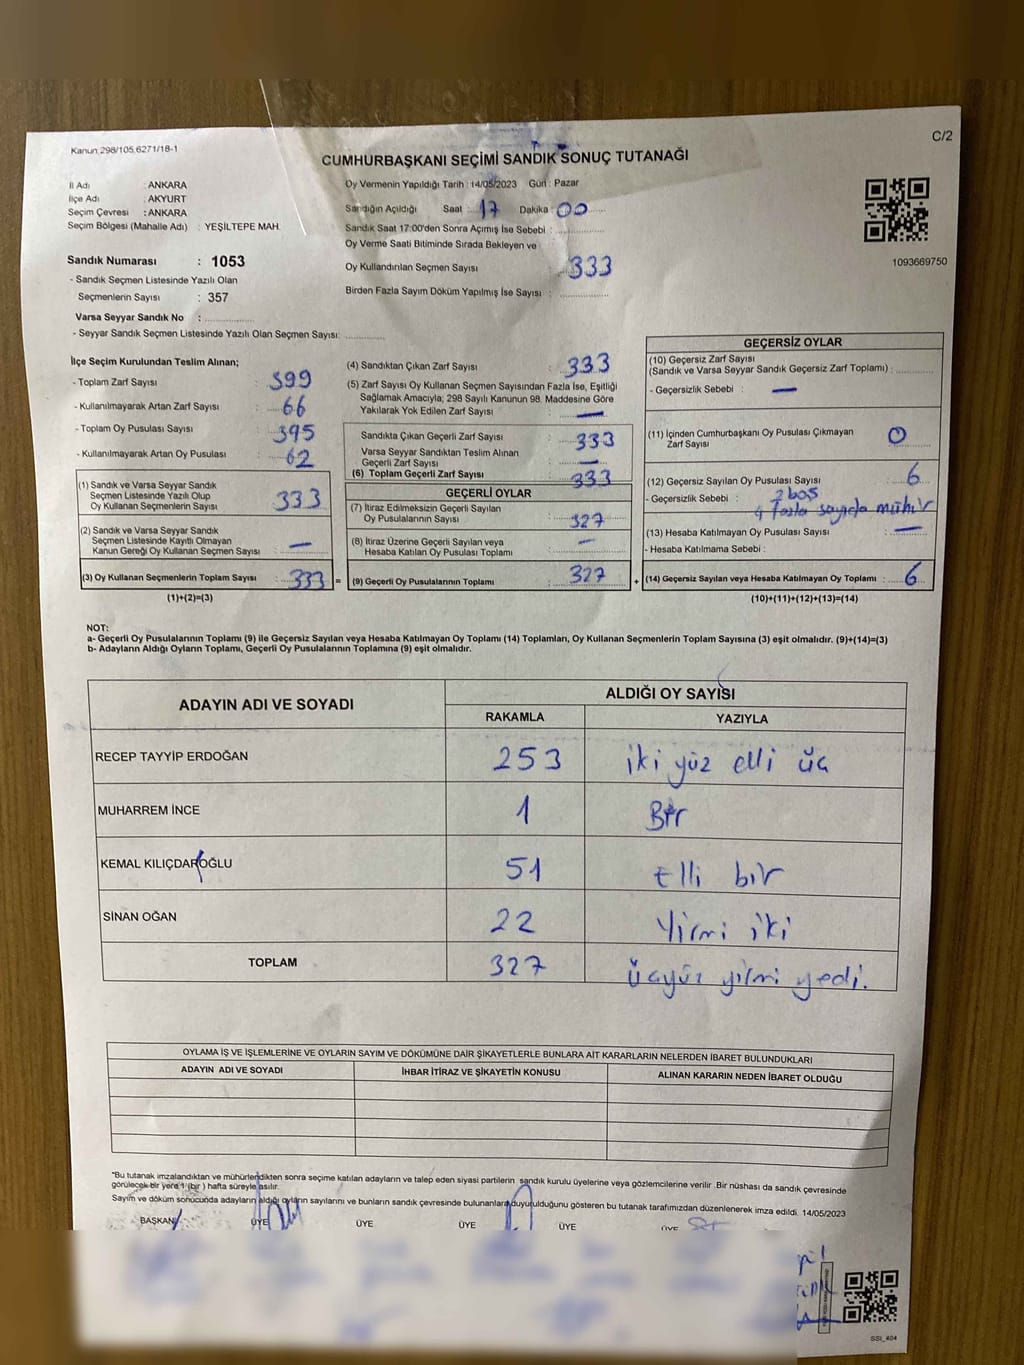 Kanun:298/105,6271/18-1
C/2
CUMHURBAŞKANI SEÇİMİ SANDIK SONUÇ TUTANAĞI
İl Adı : ANKARA
İlçe Adı : AKYURT
Seçim Çevresi : ANKARA
Seçim Bölgesi (Mahalle Adı) : YEŞİLTEPE MAH.
Sandık Numarası : 1053
- Sandık Seçmen Listesinde Yazılı Olan
Seçmenlerin Sayısı : 357
Varsa Seyyar Sandık No :
- Seyyar Sandık Seçmen Listesinde Yazılı Olan Seçmen Sayısı:
Oy Vermenin Yapıldığı Tarih : 14/05/2023 Gün : Pazar
Sandığın Açıldığı Saat : 17 Dakika : 00
Sandık Saat 17:00'den Sonra Açımış İse Sebebi :
Oy Verme Saati Bitiminde Sırada Bekleyen ve
Oy Kullandırılan Seçmen Sayısı : 333
Birden Fazla Sayım Döküm Yapılmış İse Sayısı :
1093669750
İlçe Seçim Kurulundan Teslim Alınan;
- Toplam Zarf Sayısı : 399
- Kullanılmayarak Artan Zarf Sayısı : 66
- Toplam Oy Pusulası Sayısı : 395
- Kullanılmayarak Artan Oy Pusulası : 62
(1) Sandık ve Varsa Seyyar Sandık
Seçmen Listesinde Yazılı Olup
Oy Kullanan Seçmenlerin Sayısı : 333
(2) Sandık ve Varsa Seyyar Sandık
Seçmen Listesinde Kayıtlı Olmayan
Kanun Gereği Oy Kullanan Seçmen Sayısı : —
(3) Oy Kullanan Seçmenlerin Toplam Sayısı : 333 =
(1)+(2)=(3)
(4) Sandıktan Çıkan Zarf Sayısı : 333
(5) Zarf Sayısı Oy Kullanan Seçmen Sayısından Fazla İse, Eşitliği
Sağlamak Amacıyla; 298 Sayılı Kanunun 98. Maddesine Göre
Yakılarak Yok Edilen Zarf Sayısı : —
Sandıkta Çıkan Geçerli Zarf Sayısı : 333
Varsa Seyyar Sandıktan Teslim Alınan
Geçerli Zarf Sayısı : —
(6) Toplam Geçerli Zarf Sayısı : 333
GEÇERLİ OYLAR
(7) İtiraz Edilmeksizin Geçerli Sayılan
Oy Pusulalarının Sayısı : 327
(8) İtiraz Üzerine Geçerli Sayılan veya
Hesaba Katılan Oy Pusulası Toplamı : —
(9) Geçerli Oy Pusulalarının Toplamı : 327 +
GEÇERSİZ OYLAR
(10) Geçersiz Zarf Sayısı
(Sandık ve Varsa Seyyar Sandık Geçersiz Zarf Toplamı) :
- Geçersizlik Sebebi : —
(11) İçinden Cumhurbaşkanı Oy Pusulası Çıkmayan
Zarf Sayısı : 0
(12) Geçersiz Sayılan Oy Pusulası Sayısı : 6
- Geçersizlik Sebebi : 2 boş
4 fazla sayıda mühür
(13) Hesaba Katılmayan Oy Pusulası Sayısı : —
- Hesaba Katılmama Sebebi :
(14) Geçersiz Sayılan veya Hesaba Katılmayan Oy Toplamı : 6
(10)+(11)+(12)+(13)=(14)
NOT:
a- Geçerli Oy Pusulalarının Toplamı (9) ile Geçersiz Sayılan veya Hesaba Katılmayan Oy Toplamı (14) Toplamları, Oy Kullanan Seçmenlerin Toplam Sayısına (3) eşit olmalıdır. (9)+(14)=(3)
b- Adayların Aldığı Oyların Toplamı, Geçerli Oy Pusulalarının Toplamına (9) eşit olmalıdır.
ADAYIN ADI VE SOYADI ALDIĞI OY SAYISI
RAKAMLA YAZIYLA
RECEP TAYYİP ERDOĞAN 253 iki yüz elli üç
MUHARREM İNCE 1 Bir
KEMAL KILIÇDAROĞLU 51 Elli bir
SİNAN OĞAN 22 Yirmi iki
TOPLAM 327 üçyüz yirmi yedi.
OYLAMA İŞ VE İŞLEMLERİNE VE OYLARIN SAYIM VE DÖKÜMÜNE DAİR ŞİKAYETLERLE BUNLARA AİT KARARLARIN NELERDEN İBARET BULUNDUKLARI
ADAYIN ADI VE SOYADI İHBAR İTİRAZ VE ŞİKAYETİN KONUSU ALINAN KARARIN NEDEN İBARET OLDUĞU
*Bu tutanak imzalandıktan ve mühürlendikten sonra seçime katılan adayların ve talep eden siyasi partilerin sandık kurulu üyelerine veya gözlemcilerine verilir .Bir nüshası da sandık çevresinde
görülecek bir yere 1 (bir ) hafta süreyle asılır.
Sayım ve döküm sonucunda adayların aldığı oyların sayılarını ve bunların sandık çevresinde bulunanlara duyurulduğunu gösteren bu tutanak tarafımızdan düzenlenerek imza edildi. 14/05/2023
BAŞKAN ÜYE ÜYE ÜYE ÜYE ÜYE
SSI_404